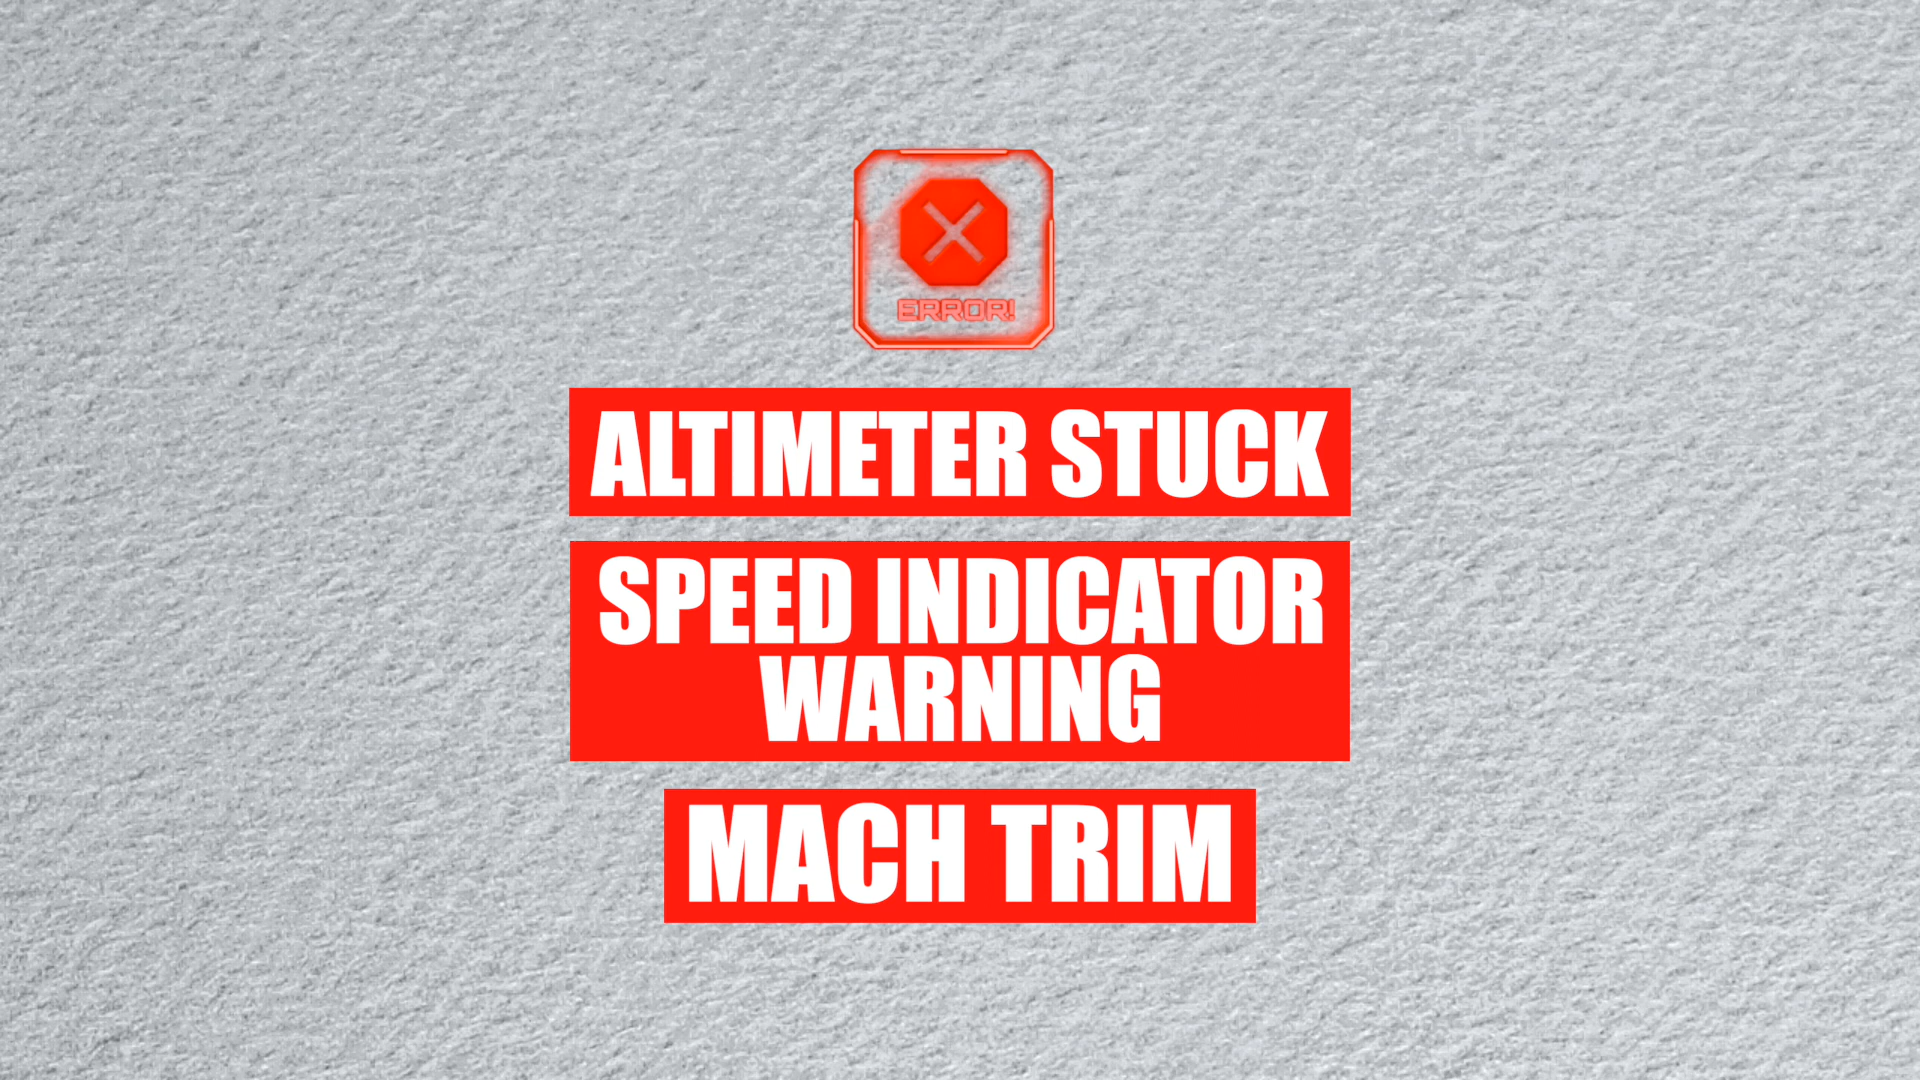 ERROR!
ALTIMETER STUCK
SPEED INDICATOR
WARNING
MACH TRIM